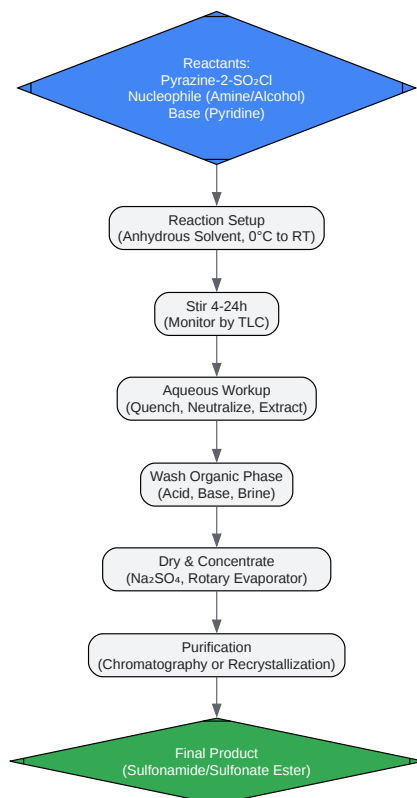 Reactants:
Pyrazine-2-SO₂Cl
Nucleophile (Amine/Alcohol)
Base (Pyridine)
Reaction Setup
(Anhydrous Solvent, 0°C to RT)
Stir 4-24h
(Monitor by TLC)
Aqueous Workup
(Quench, Neutralize, Extract)
Wash Organic Phase
(Acid, Base, Brine)
Dry & Concentrate
(Na₂SO₄, Rotary Evaporator)
Purification
(Chromatography or Recrystallization)
Final Product
(Sulfonamide/Sulfonate Ester)